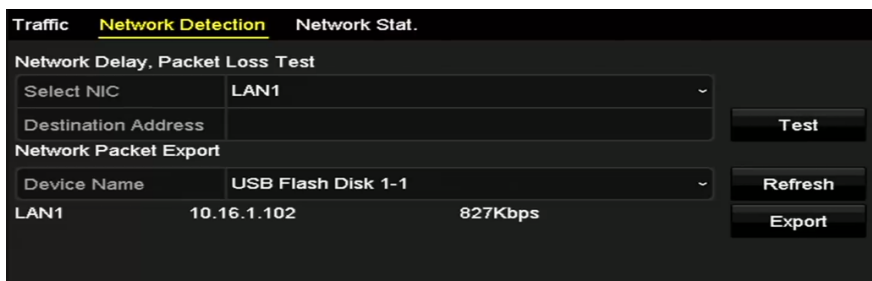 Traffic Network Detection Network Stat.
Network Delay, Packet Loss Test
Select NIC LAN1
Destination Address Test
Network Packet Export
Device Name USB Flash Disk 1-1 Refresh
LAN1 10.16.1.102 827Kbps Export